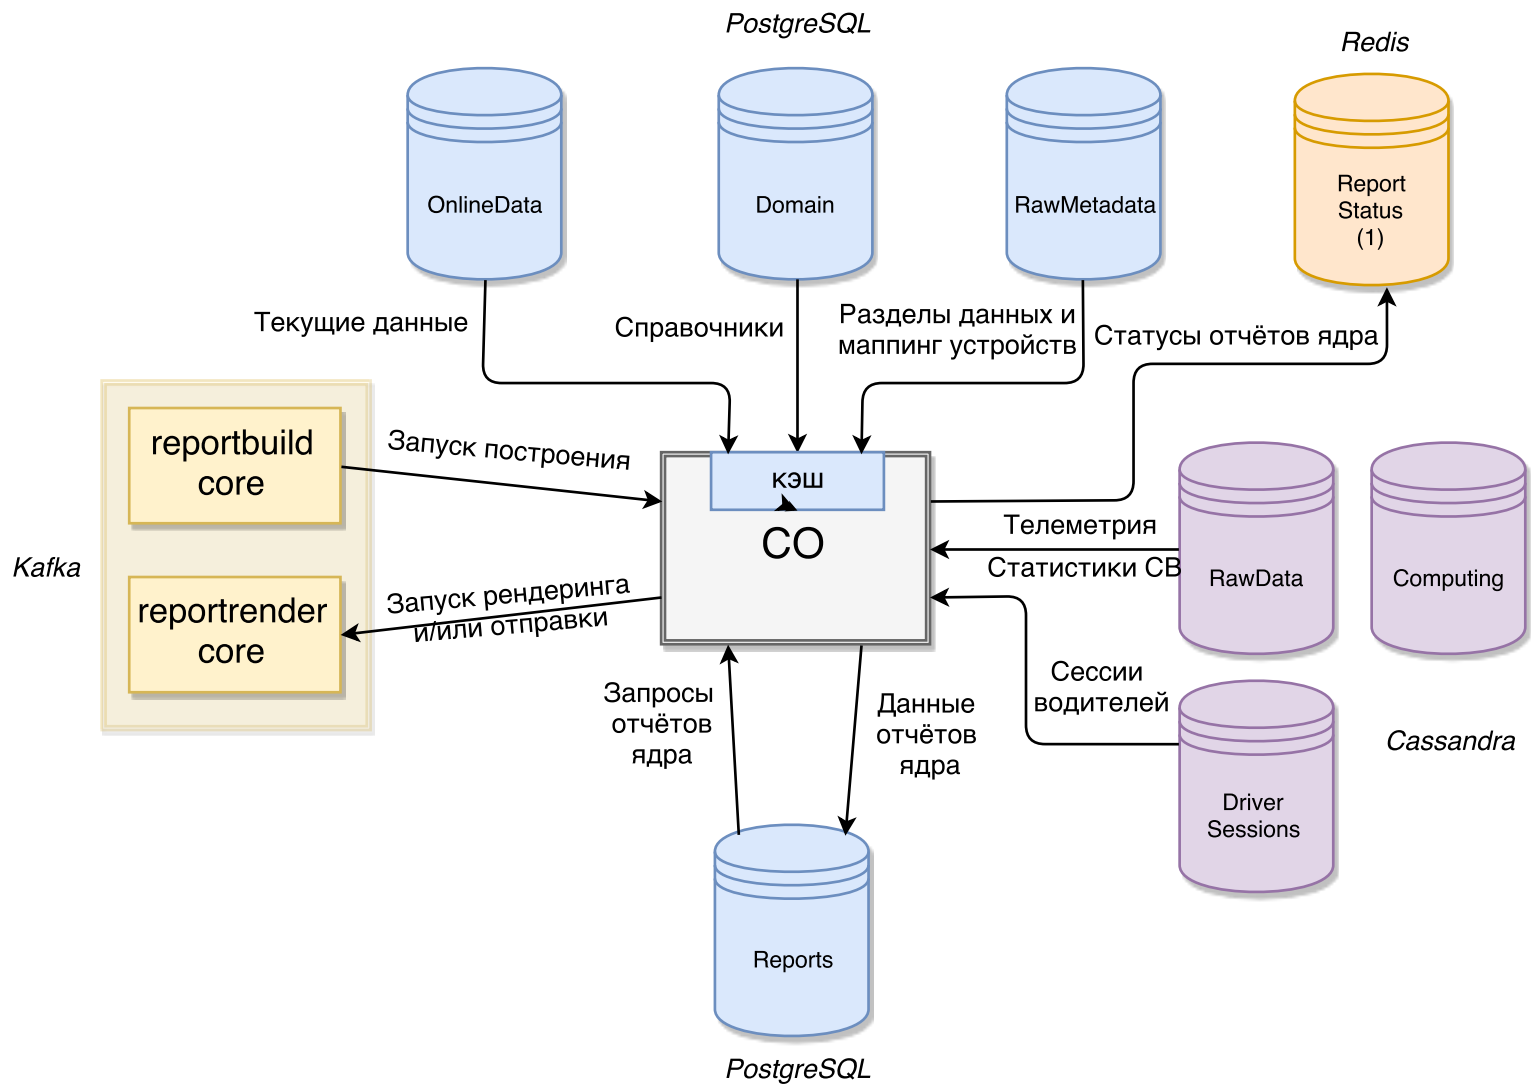 PostgreSQL
Redis
OnlineData
Domain
RawMetadata
Report
Status
(1)
Текущие данные
Справочники
Разделы данных и
маппинг устройств
Статусы отчётов ядра
reportbuild
core
Запуск построения
кэш
СО
Телеметрия
Статистики СВ
RawData
Computing
Kafka
reportrender
core
Запуск рендеринга
и/или отправки
Запросы
отчётов
ядра
Данные
отчётов
ядра
Сессии
водителей
Cassandra
Driver
Sessions
Reports
PostgreSQL